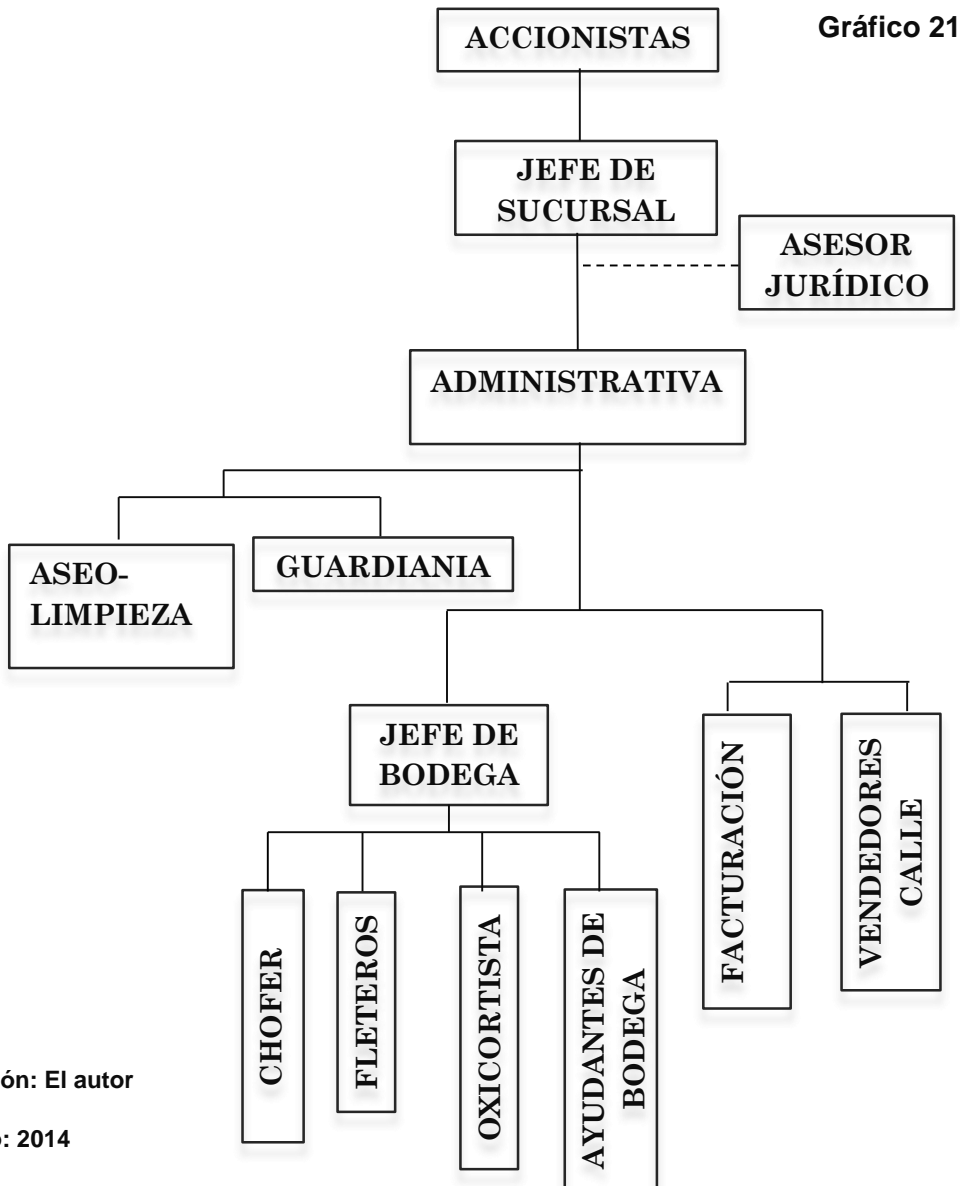 Gráfico 21
ACCIONISTAS
JEFE DE
SUCURSAL
ASESOR
JURÍDICO
ADMINISTRATIVA
ASEO-
LIMPIEZA
GUARDIANIA
JEFE DE
BODEGA
FACTURACIÓN
VENDEDORES
CALLE
CHOFER
FLETEROS
OXICORTISTA
AYUDANTES DE
BODEGA
ón: El autor
: 2014